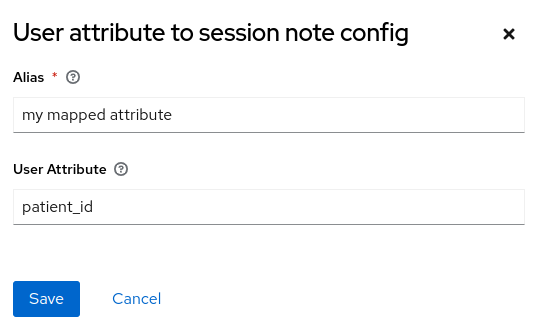 User attribute to session note config
Alias *
my mapped attribute
User Attribute
patient_id
Save Cancel